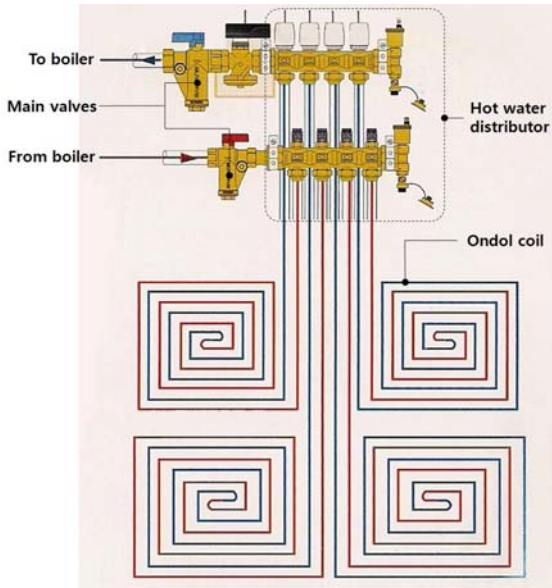 To boiler
Main valves
From boiler
Hot water
distributor
Ondol coil